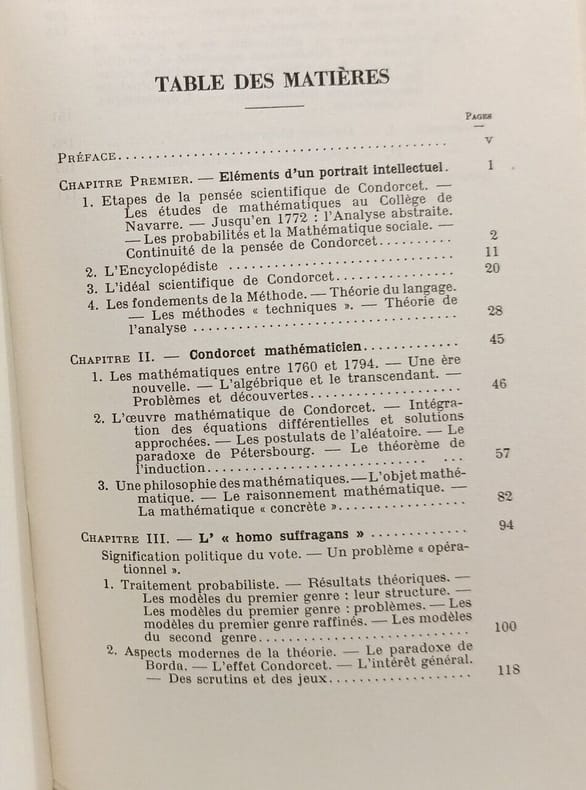 TABLE DES MATIÈRES
PAGES
PRÉFACE. . . . . . . . . . . . . . . . . . . . . . . . . . . . . . . . . . . . . . . . V
CHAPITRE PREMIER. — Eléments d'un portrait intellectuel. 1
1. Etapes de la pensée scientifique de Condorcet. —
Les études de mathématiques au Collège de
Navarre. — Jusqu'en 1772 : l'Analyse abstraite.
— Les probabilités et la Mathématique sociale. —
Continuité de la pensée de Condorcet. . . . . . . . . . 2
2. L'Encyclopédiste . . . . . . . . . . . . . . . . . . . . . . . . . . 11
3. L'idéal scientifique de Condorcet. . . . . . . . . . . . . . 20
4. Les fondements de la Méthode. — Théorie du langage.
— Les méthodes « techniques ». — Théorie de
l'analyse . . . . . . . . . . . . . . . . . . . . . . . . . . . . . . 28
CHAPITRE II. — Condorcet mathématicien. . . . . . . . . . . . 45
1. Les mathématiques entre 1760 et 1794. — Une ère
nouvelle. — L'algébrique et le transcendant. —
Problèmes et découvertes. . . . . . . . . . . . . . . . . . . 46
2. L'œuvre mathématique de Condorcet. — Intégra-
tion des équations différentielles et solutions
approchées. — Les postulats de l'aléatoire. — Le
paradoxe de Pétersbourg. — Le théorème de
l'induction. . . . . . . . . . . . . . . . . . . . . . . . . . . 57
3. Une philosophie des mathématiques. — L'objet mathé-
matique. — Le raisonnement mathématique. —
La mathématique « concrète ». . . . . . . . . . . . . . . 82
CHAPITRE III. — L' « homo suffragans » . . . . . . . . . . . . 94
Signification politique du vote. — Un problème « opéra-
tionnel ».
1. Traitement probabiliste. — Résultats théoriques. —
Les modèles du premier genre : leur structure. —
Les modèles du premier genre : problèmes. — Les
modèles du premier genre raffinés. — Les modèles
du second genre. . . . . . . . . . . . . . . . . . . . . . . . . 100
2. Aspects modernes de la théorie. — Le paradoxe de
Borda. — L'effet Condorcet. — L'intérêt général.
— Des scrutins et des jeux. . . . . . . . . . . . . . . . . . 118